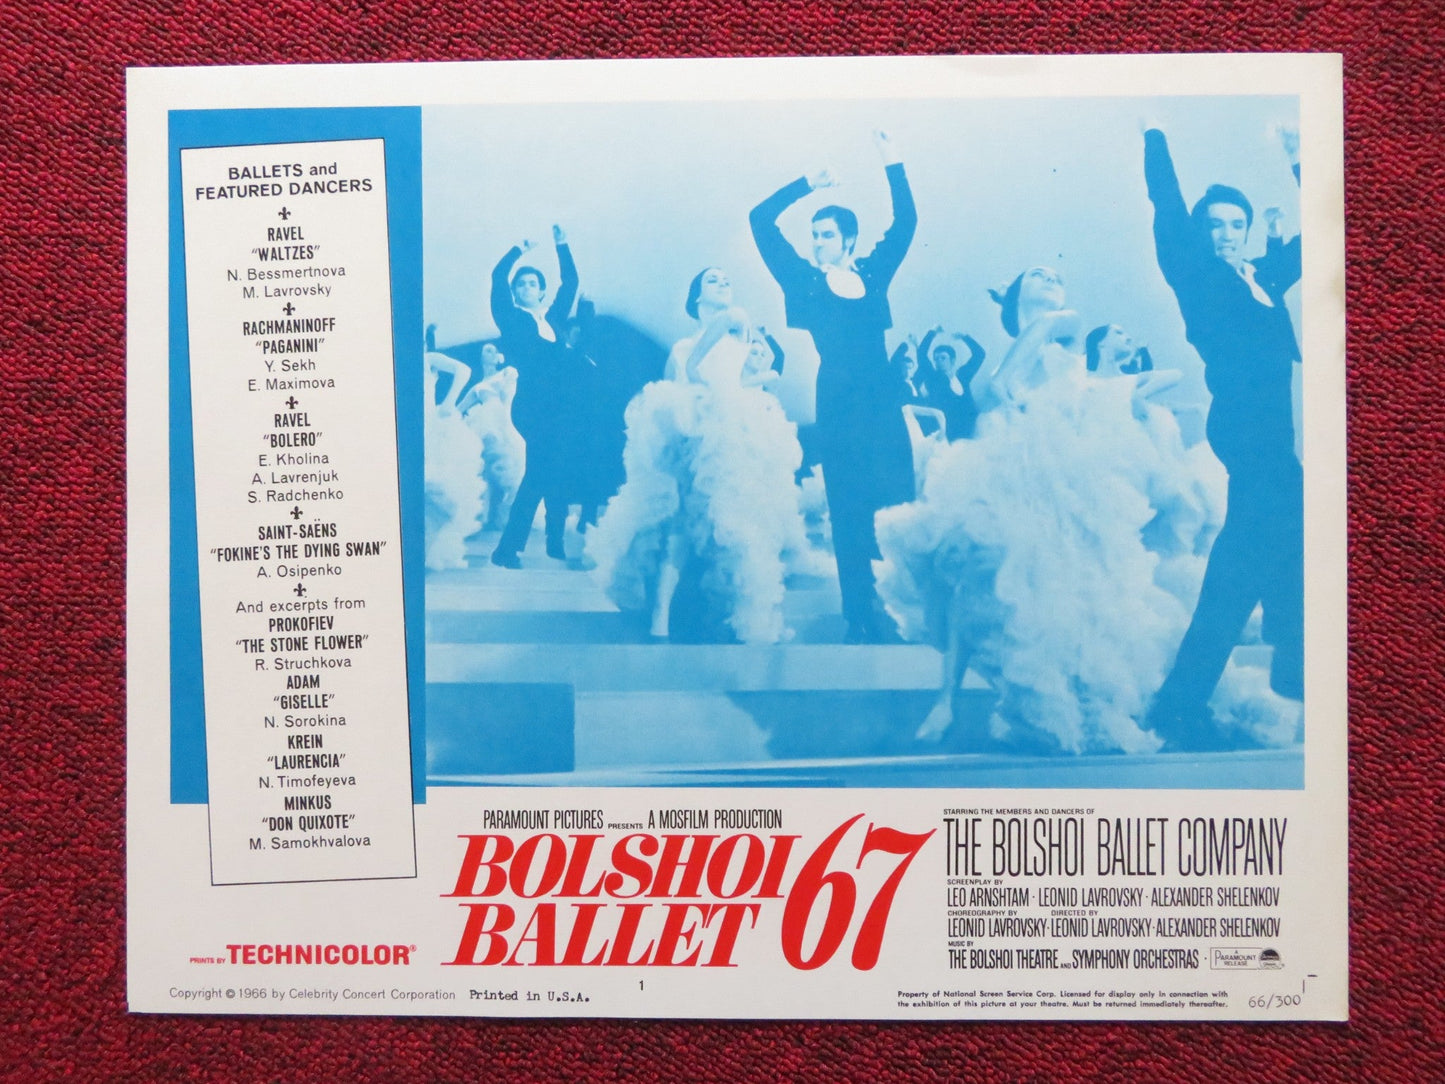 BALLETS and
FEATURED DANCERS
RAVEL
"WALTZES"
N. Bessmertnova
M. Lavrovsky
RACHMANINOFF
"PAGANINI"
Y. Sekh
E. Maximova
RAVEL
"BOLERO"
E. Kholina
A. Lavrenjuk
S. Radchenko
SAINT-SAËNS
"FOKINE'S THE DYING SWAN"
A. Osipenko
And excerpts from
PROKOFIEV
"THE STONE FLOWER"
R. Struchkova
ADAM
"GISELLE"
N. Sorokina
KREIN
"LAURENCIA"
N. Timofeyeva
MINKUS
"DON QUIXOTE"
M. Samokhvalova
PRINTS BY TECHNICOLOR®
PARAMOUNT PICTURES PRESENTS A MOSFILM PRODUCTION
BOLSHOI
BALLET 67
STARRING THE MEMBERS AND DANCERS OF
THE BOLSHOI BALLET COMPANY
SCREENPLAY BY
LEO ARNSHTAM · LEONID LAVROVSKY · ALEXANDER SHELENKOV
CHOREOGRAPHY BY DIRECTED BY
LEONID LAVROVSKY · LEONID LAVROVSKY · ALEXANDER SHELENKOV
MUSIC BY
THE BOLSHOI THEATRE AND SYMPHONY ORCHESTRAS ·
A
PARAMOUNT
RELEASE
Copyright © 1966 by Celebrity Concert Corporation
Printed in U.S.A.
1
Property of National Screen Service Corp. Licensed for display only in connection with
the exhibition of this picture at your theatre. Must be returned immediately thereafter.
66/300